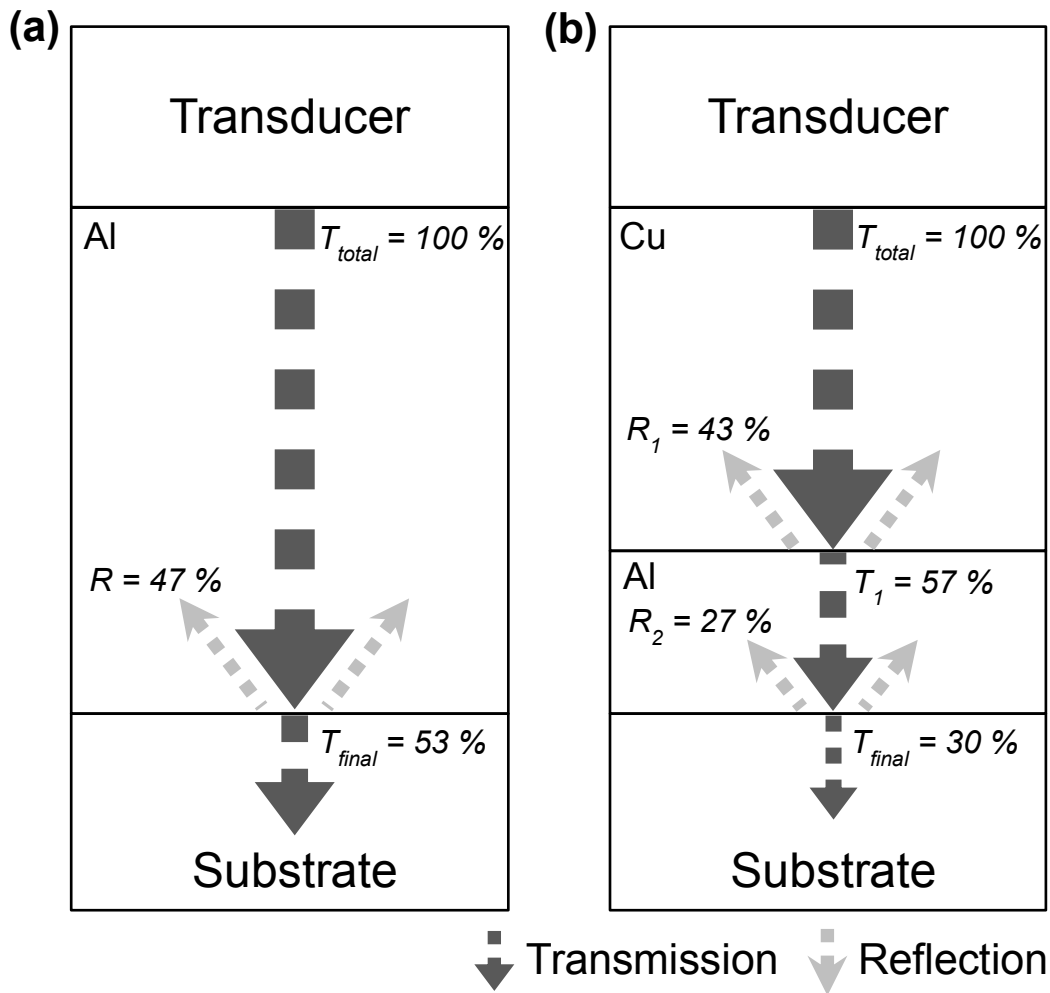 (a)
Transducer
Al
T_total = 100 %
R = 47 %
T_final = 53 %
Substrate
(b)
Transducer
Cu
T_total = 100 %
R_1 = 43 %
Al
T_1 = 57 %
R_2 = 27 %
T_final = 30 %
Substrate
Transmission
Reflection